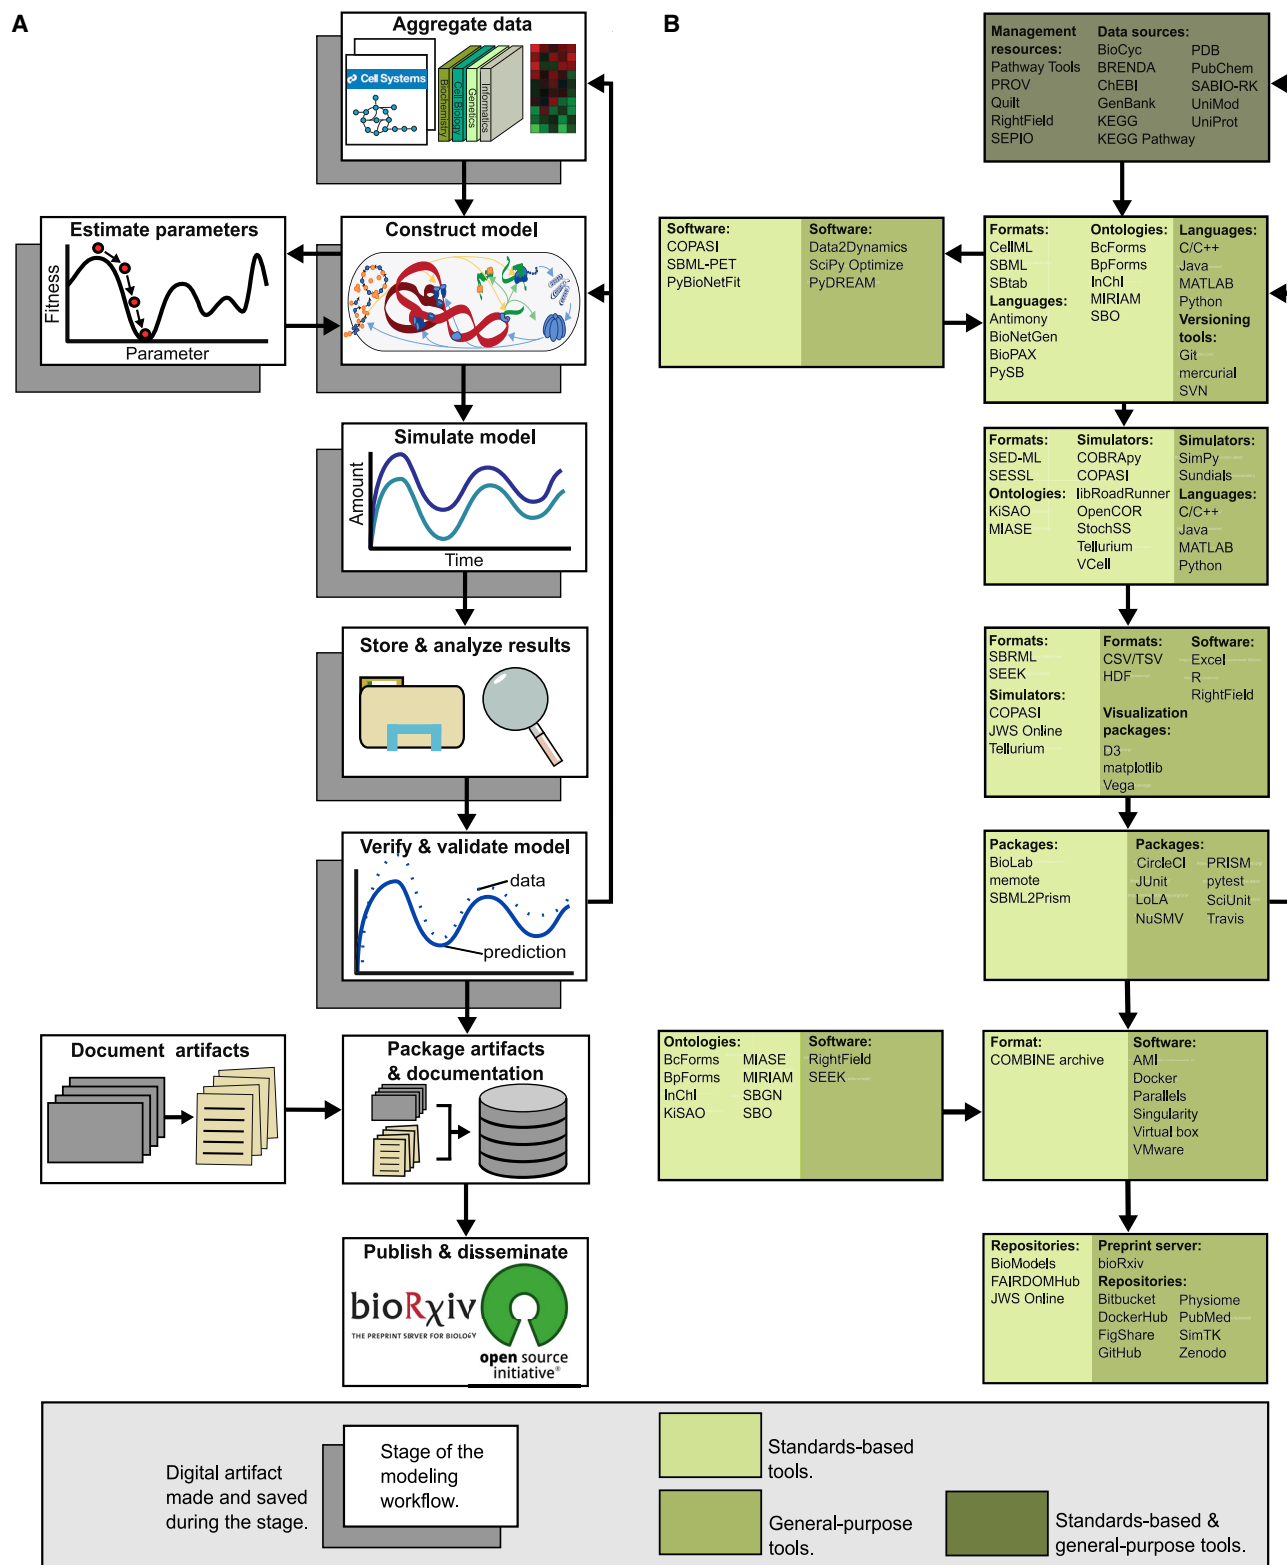 A
Aggregate data
Cell Systems
Biochemistry
Cell Biology
Genetics
Informatics
Estimate parameters
Fitness
Parameter
Construct model
Simulate model
Amount
Time
Store & analyze results
Verify & validate model
data
prediction
Document artifacts
Package artifacts
& documentation
Publish & disseminate
bioRχiv
THE PREPRINT SERVER FOR BIOLOGY
open source
initiative®
B
Management
resources:
Pathway Tools
PROV
Quilt
RightField
SEPIO
Data sources:
BioCyc
BRENDA
ChEBI
GenBank
KEGG
KEGG Pathway
PDB
PubChem
SABIO-RK
UniMod
UniProt
Software:
COPASI
SBML-PET
PyBioNetFit
Software:
Data2Dynamics
SciPy Optimize
PyDREAM
Formats:
CellML
SBML
SBtab
Languages:
Antimony
BioNetGen
BioPAX
PySB
Ontologies:
BcForms
BpForms
InChI
MIRIAM
SBO
Languages:
C/C++
Java
MATLAB
Python
Versioning
tools:
Git
mercurial
SVN
Formats:
SED-ML
SESSL
Ontologies:
KiSAO
MIASE
Simulators:
COBRApy
COPASI
libRoadRunner
OpenCOR
StochSS
Tellurium
VCell
Simulators:
SimPy
Sundials
Languages:
C/C++
Java
MATLAB
Python
Formats:
SBRML
SEEK
Simulators:
COPASI
JWS Online
Tellurium
Formats:
CSV/TSV
HDF
Visualization
packages:
D3
matplotlib
Vega
Software:
Excel
R
RightField
Packages:
BioLab
memote
SBML2Prism
Packages:
CircleCI
JUnit
LoLA
NuSMV
PRISM
pytest
SciUnit
Travis
Ontologies:
BcForms
BpForms
InChI
KiSAO
MIASE
MIRIAM
SBGN
SBO
Software:
RightField
SEEK
Format:
COMBINE archive
Software:
AMI
Docker
Parallels
Singularity
Virtual box
VMware
Repositories:
BioModels
FAIRDOMHub
JWS Online
Preprint server:
bioRxiv
Repositories:
Bitbucket
DockerHub
FigShare
GitHub
Physiome
PubMed
SimTK
Zenodo
Digital artifact
made and saved
during the stage.
Stage of the
modeling
workflow.
Standards-based
tools.
General-purpose
tools.
Standards-based &
general-purpose tools.